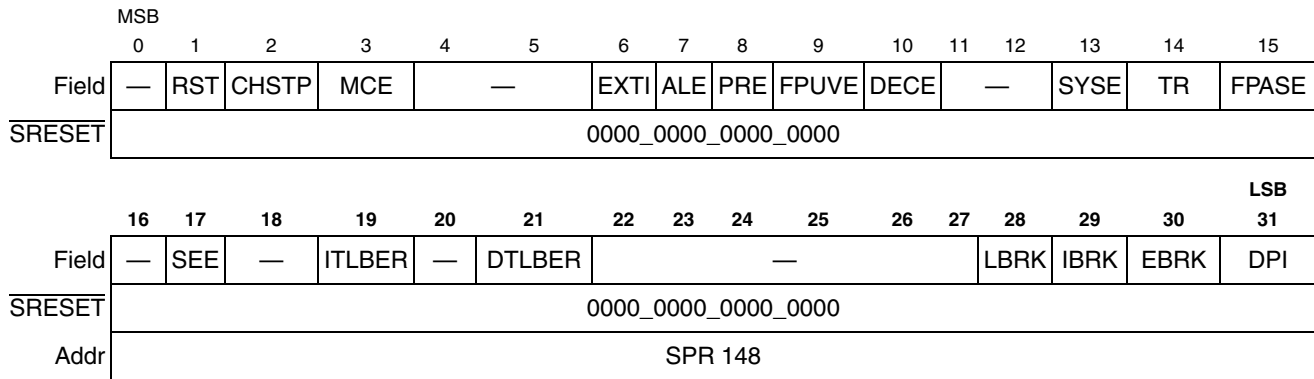 MSB
0 1 2 3 4 5 6 7 8 9 10 11 12 13 14 15
Field — RST CHSTP MCE — EXTI ALE PRE FPUVE DECE — SYSE TR FPASE
SRESET 0000_0000_0000_0000
LSB
16 17 18 19 20 21 22 23 24 25 26 27 28 29 30 31
Field — SEE — ITLBER — DTLBER — LBRK IBRK EBRK DPI
SRESET 0000_0000_0000_0000
Addr SPR 148